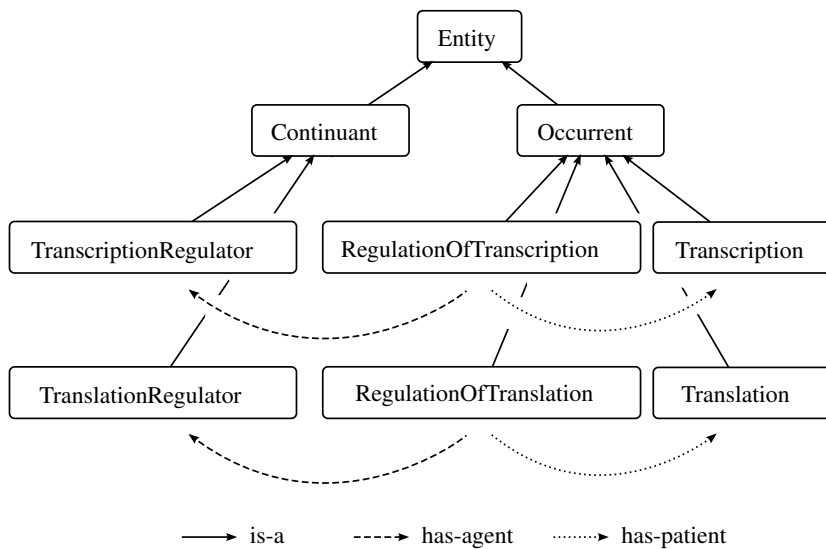 Entity
Continuant
Occurrent
TranscriptionRegulator
RegulationOfTranscription
Transcription
TranslationRegulator
RegulationOfTranslation
Translation
is-a
has-agent
has-patient